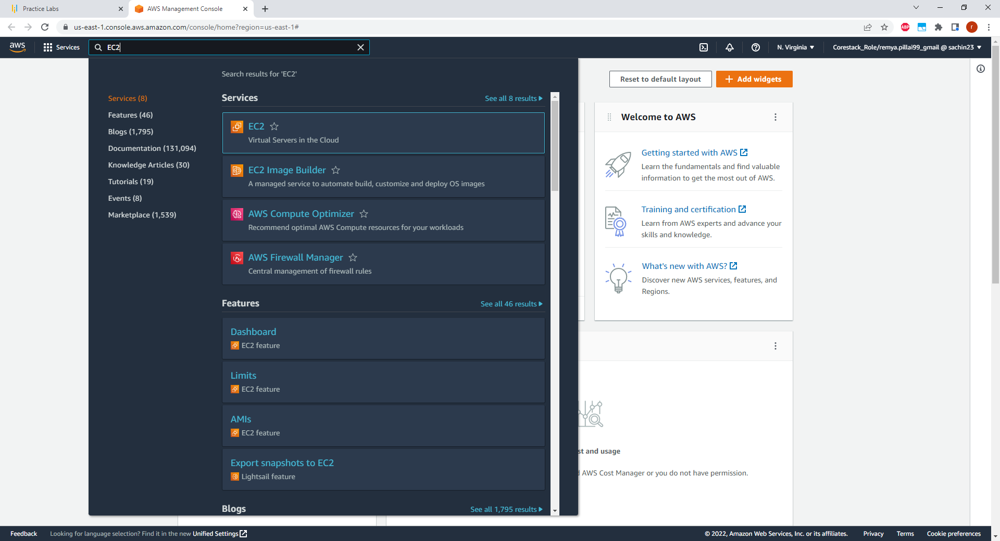 Practice Labs
AWS Management Console
us-east-1.console.aws.amazon.com/console/home?region=us-east-1#
ABP
r
aws
Services
EC2
N. Virginia
Corestack_Role/remya.pillai99_gmail @ sachin23
Search results for 'EC2'
Services (8)
Features (46)
Blogs (1,795)
Documentation (131,094)
Knowledge Articles (30)
Tutorials (19)
Events (8)
Marketplace (1,539)
Services
See all 8 results
EC2
Virtual Servers in the Cloud
EC2 Image Builder
A managed service to automate build, customize and deploy OS images
AWS Compute Optimizer
Recommend optimal AWS Compute resources for your workloads
AWS Firewall Manager
Central management of firewall rules
Features
See all 46 results
Dashboard
EC2 feature
Limits
EC2 feature
AMIs
EC2 feature
Export snapshots to EC2
Lightsail feature
Blogs
See all 1,795 results
Reset to default layout
Add widgets
Welcome to AWS
Getting started with AWS
Learn the fundamentals and find valuable
information to get the most out of AWS.
Training and certification
Learn from AWS experts and advance your
skills and knowledge.
What's new with AWS?
Discover new AWS services, features, and
Regions.
st and usage
AWS Cost Manager or you do not have permission.
Feedback
Looking for language selection? Find it in the new Unified Settings
© 2022, Amazon Web Services, Inc. or its affiliates.
Privacy
Terms
Cookie preferences